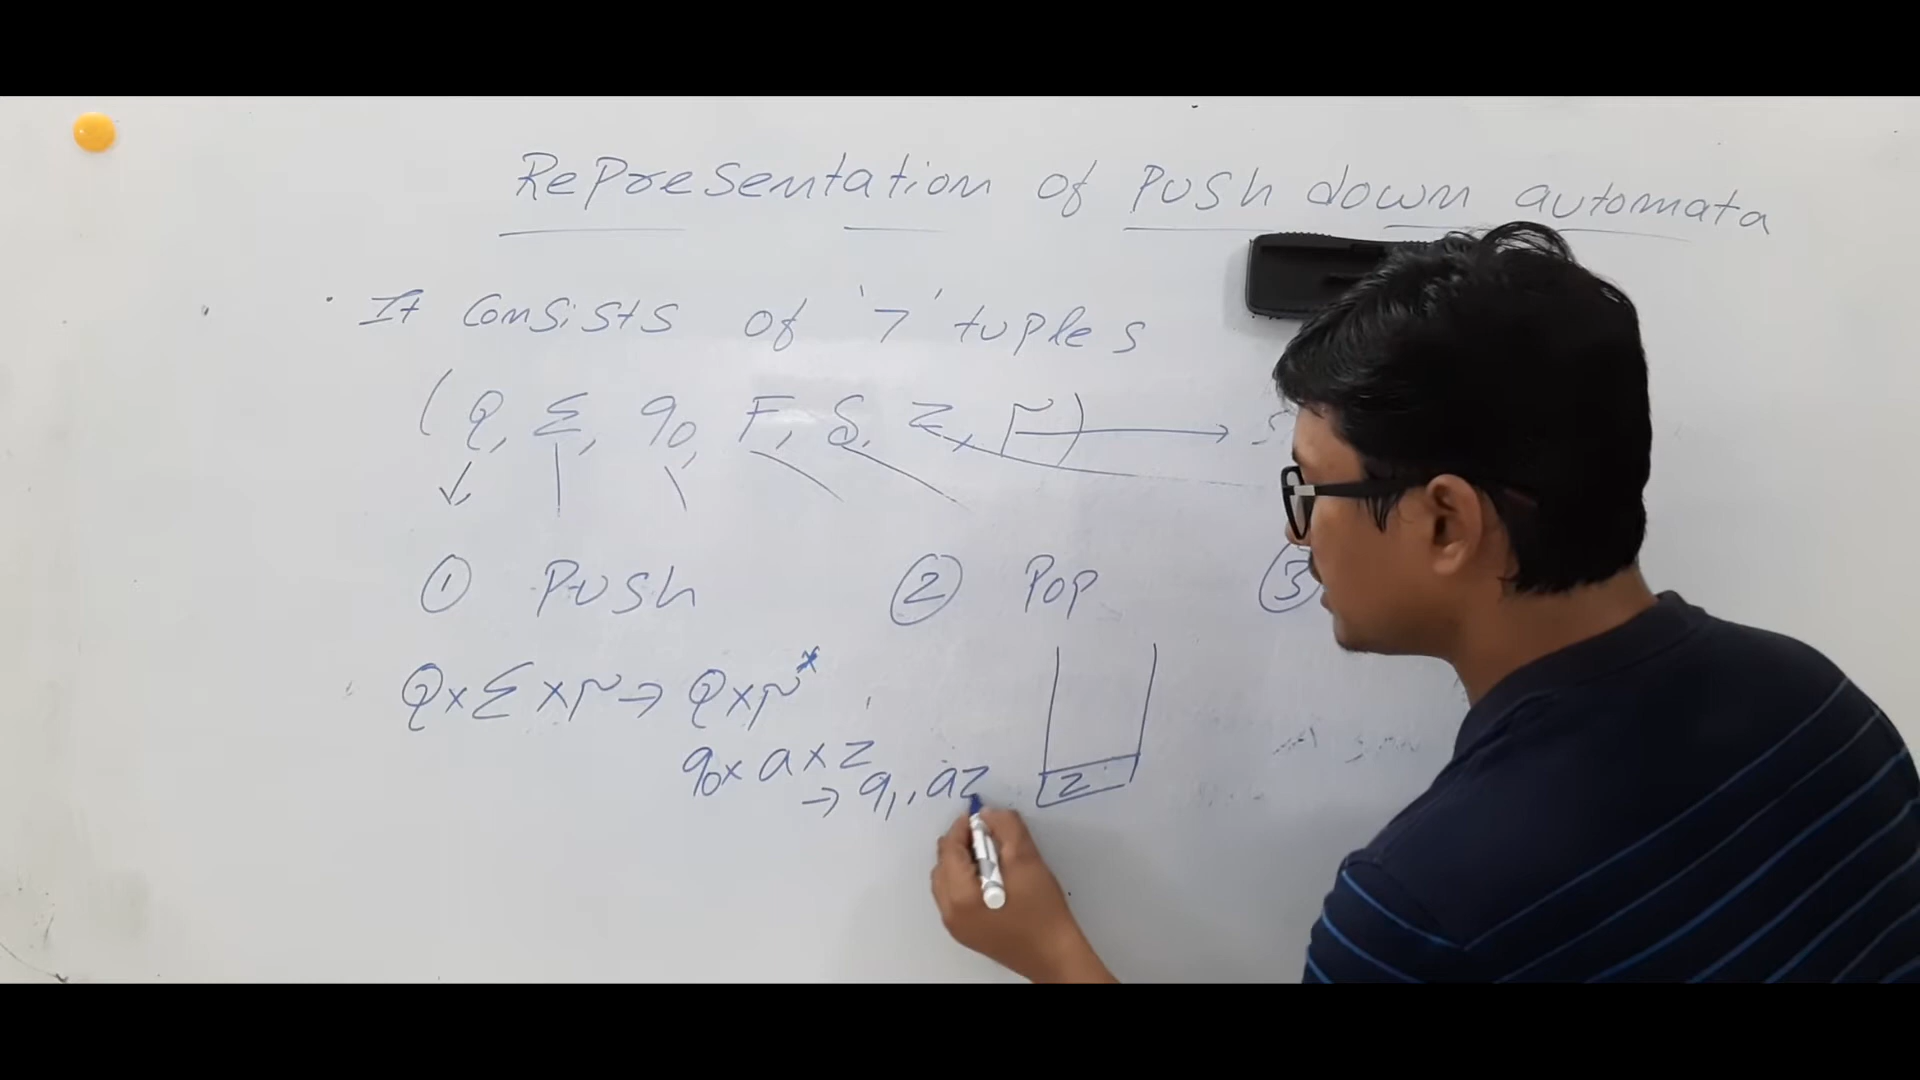 Representation of Push down automata
It consists of '7' tuples
(Q, Σ, q0, F, δ, Z, Γ) →
① Push ② Pop ③
Q×Σ×Γ → Q×Γ*
q0×a×Z
→ q1, aZ
Z